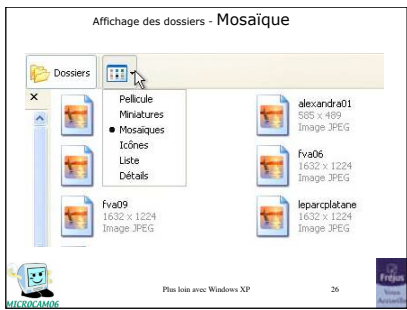 Affichage des dossiers - Mosaïque
Dossiers
Pellicule
Miniatures
Mosaïques
Icônes
Liste
Détails
alexandra01
585 x 489
Image JPEG
fva06
1632 x 1224
Image JPEG
fva09
1632 x 1224
Image JPEG
leparcplatane
1632 x 1224
Image JPEG
MICROCAM06
Plus loin avec Windows XP
26
Fréjus
Vous
Accueille